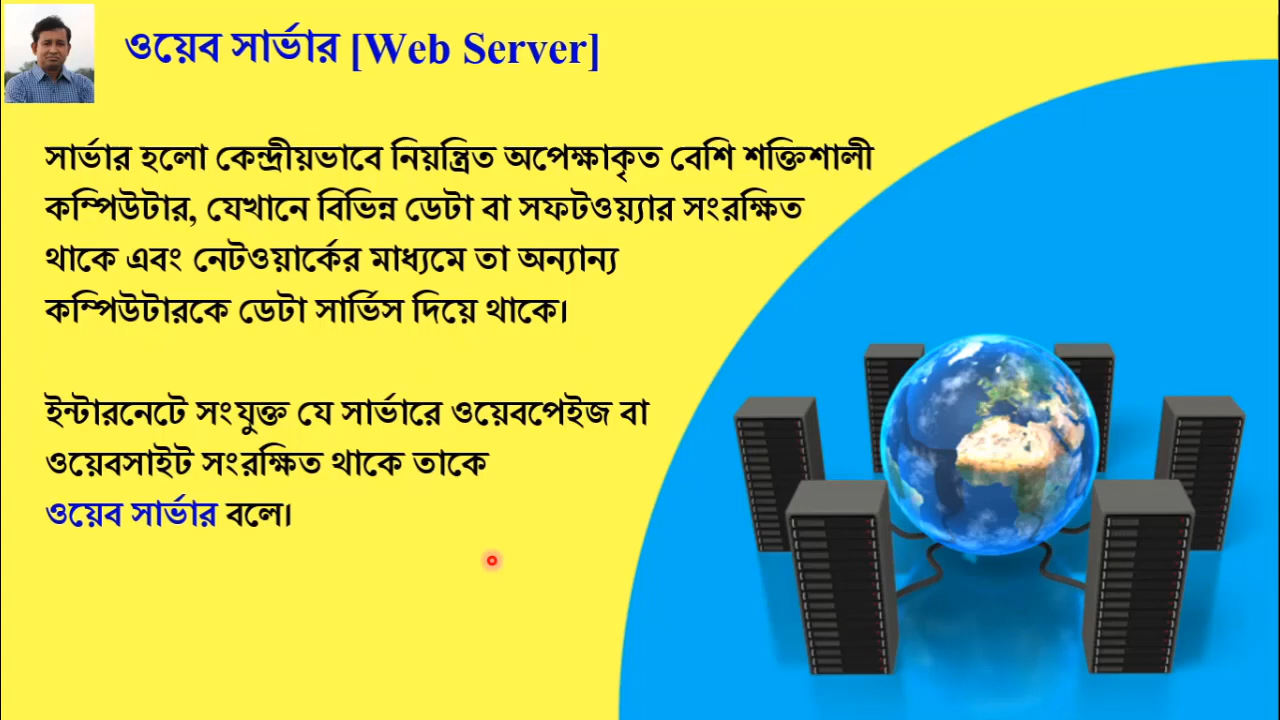 ওয়েব সার্ভার [Web Server]
সার্ভার হলো কেন্দ্রীয়ভাবে নিয়ন্ত্রিত অপেক্ষাকৃত বেশি শক্তিশালী
কম্পিউটার, যেখানে বিভিন্ন ডেটা বা সফটওয়্যার সংরক্ষিত
থাকে এবং নেটওয়ার্কের মাধ্যমে তা অন্যান্য
কম্পিউটারকে ডেটা সার্ভিস দিয়ে থাকে।
ইন্টারনেটে সংযুক্ত যে সার্ভারে ওয়েবপেইজ বা
ওয়েবসাইট সংরক্ষিত থাকে তাকে
ওয়েব সার্ভার বলে।